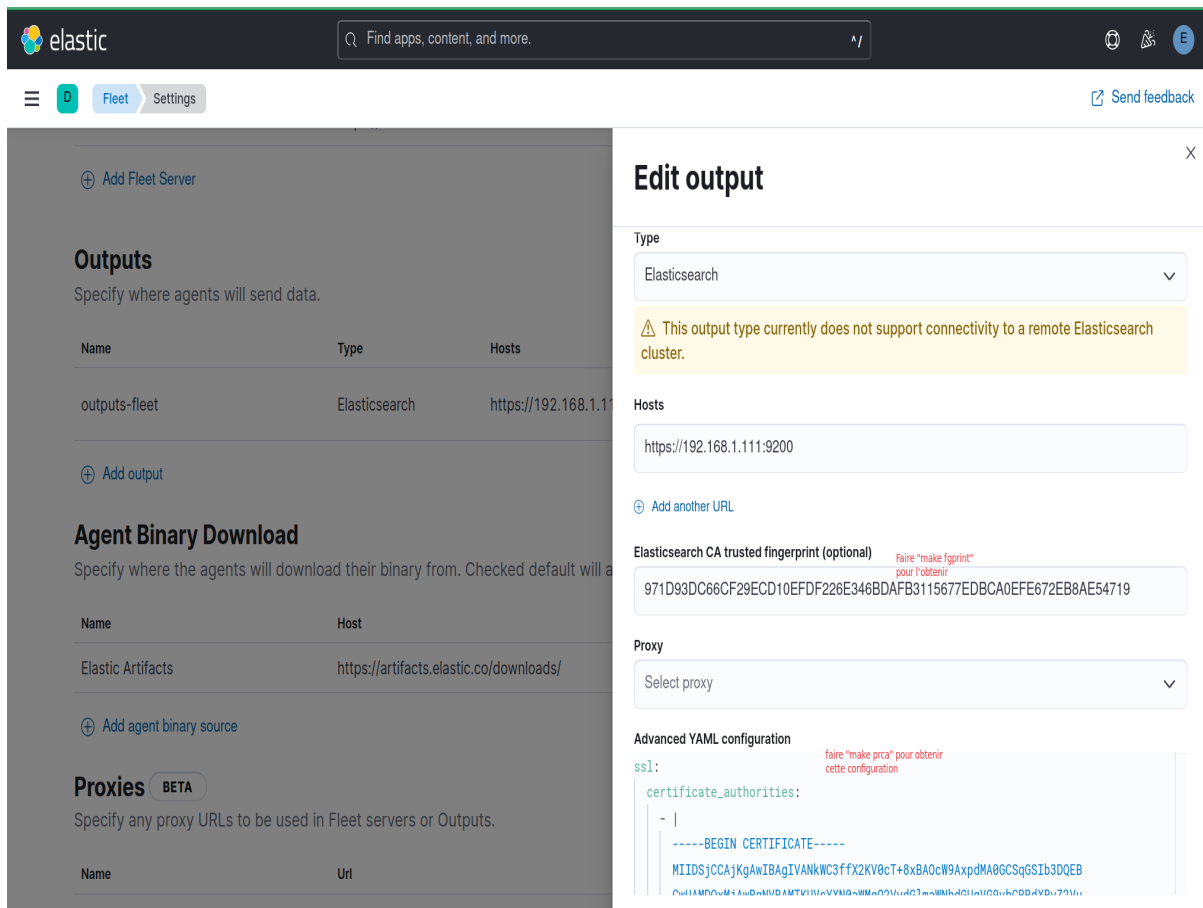 elastic
Find apps, content, and more.
^/
E
D
Fleet
Settings
Send feedback
Add Fleet Server
Outputs
Specify where agents will send data.
Name Type Hosts
outputs-fleet Elasticsearch https://192.168.1.11
Add output
Agent Binary Download
Specify where the agents will download their binary from. Checked default will a
Name Host
Elastic Artifacts https://artifacts.elastic.co/downloads/
Add agent binary source
Proxies BETA
Specify any proxy URLs to be used in Fleet servers or Outputs.
Name Url
X
Edit output
Type
Elasticsearch
This output type currently does not support connectivity to a remote Elasticsearch
cluster.
Hosts
https://192.168.1.111:9200
Add another URL
Elasticsearch CA trusted fingerprint (optional)
Faire "make fgprint"
pour l'obtenir
971D93DC66CF29ECD10EFDF226E346BDAFB3115677EDBCA0EFE672EB8AE54719
Proxy
Select proxy
Advanced YAML configuration
faire "make prca" pour obtenir
cette configuration
ssl:
certificate_authorities:
- |
-----BEGIN CERTIFICATE-----
MIIDSjCCAjKgAwIBAgIVANkWC3ffX2KV0cT+8xBAOcW9AxpdMA0GCSqGSIb3DQEB